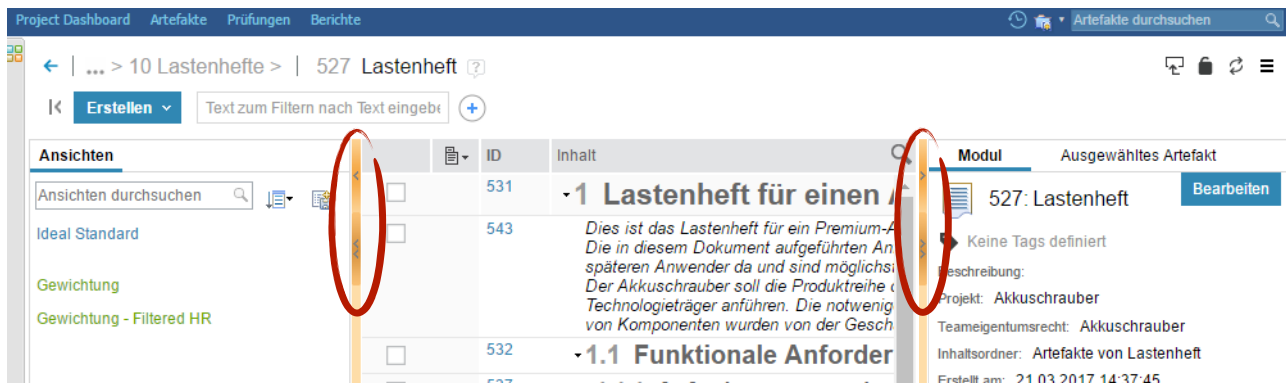 Project Dashboard Artefakte Prüfungen Berichte Artefakte durchsuchen
... > 10 Lastenhefte > | 527 Lastenheft ?
Erstellen Text zum Filtern nach Text eingebe +
Ansichten
Ansichten durchsuchen
Ideal Standard
Gewichtung
Gewichtung - Filtered HR
ID Inhalt
531 1 Lastenheft für einen
543 Dies ist das Lastenheft für ein Premium-A
Die in diesem Dokument aufgeführten An
späteren Anwender da und sind möglichs
Der Akkuschrauber soll die Produktreihe
Technologieträger anführen. Die notwenig
von Komponenten wurden von der Gesch
532 1.1 Funktionale Anforder
Modul Ausgewähltes Artefakt
527: Lastenheft Bearbeiten
Keine Tags definiert
Beschreibung:
Projekt: Akkuschrauber
Teameigentumsrecht: Akkuschrauber
Inhaltsordner: Artefakte von Lastenheft
Erstellt am: 21.03.2017 14:37:45